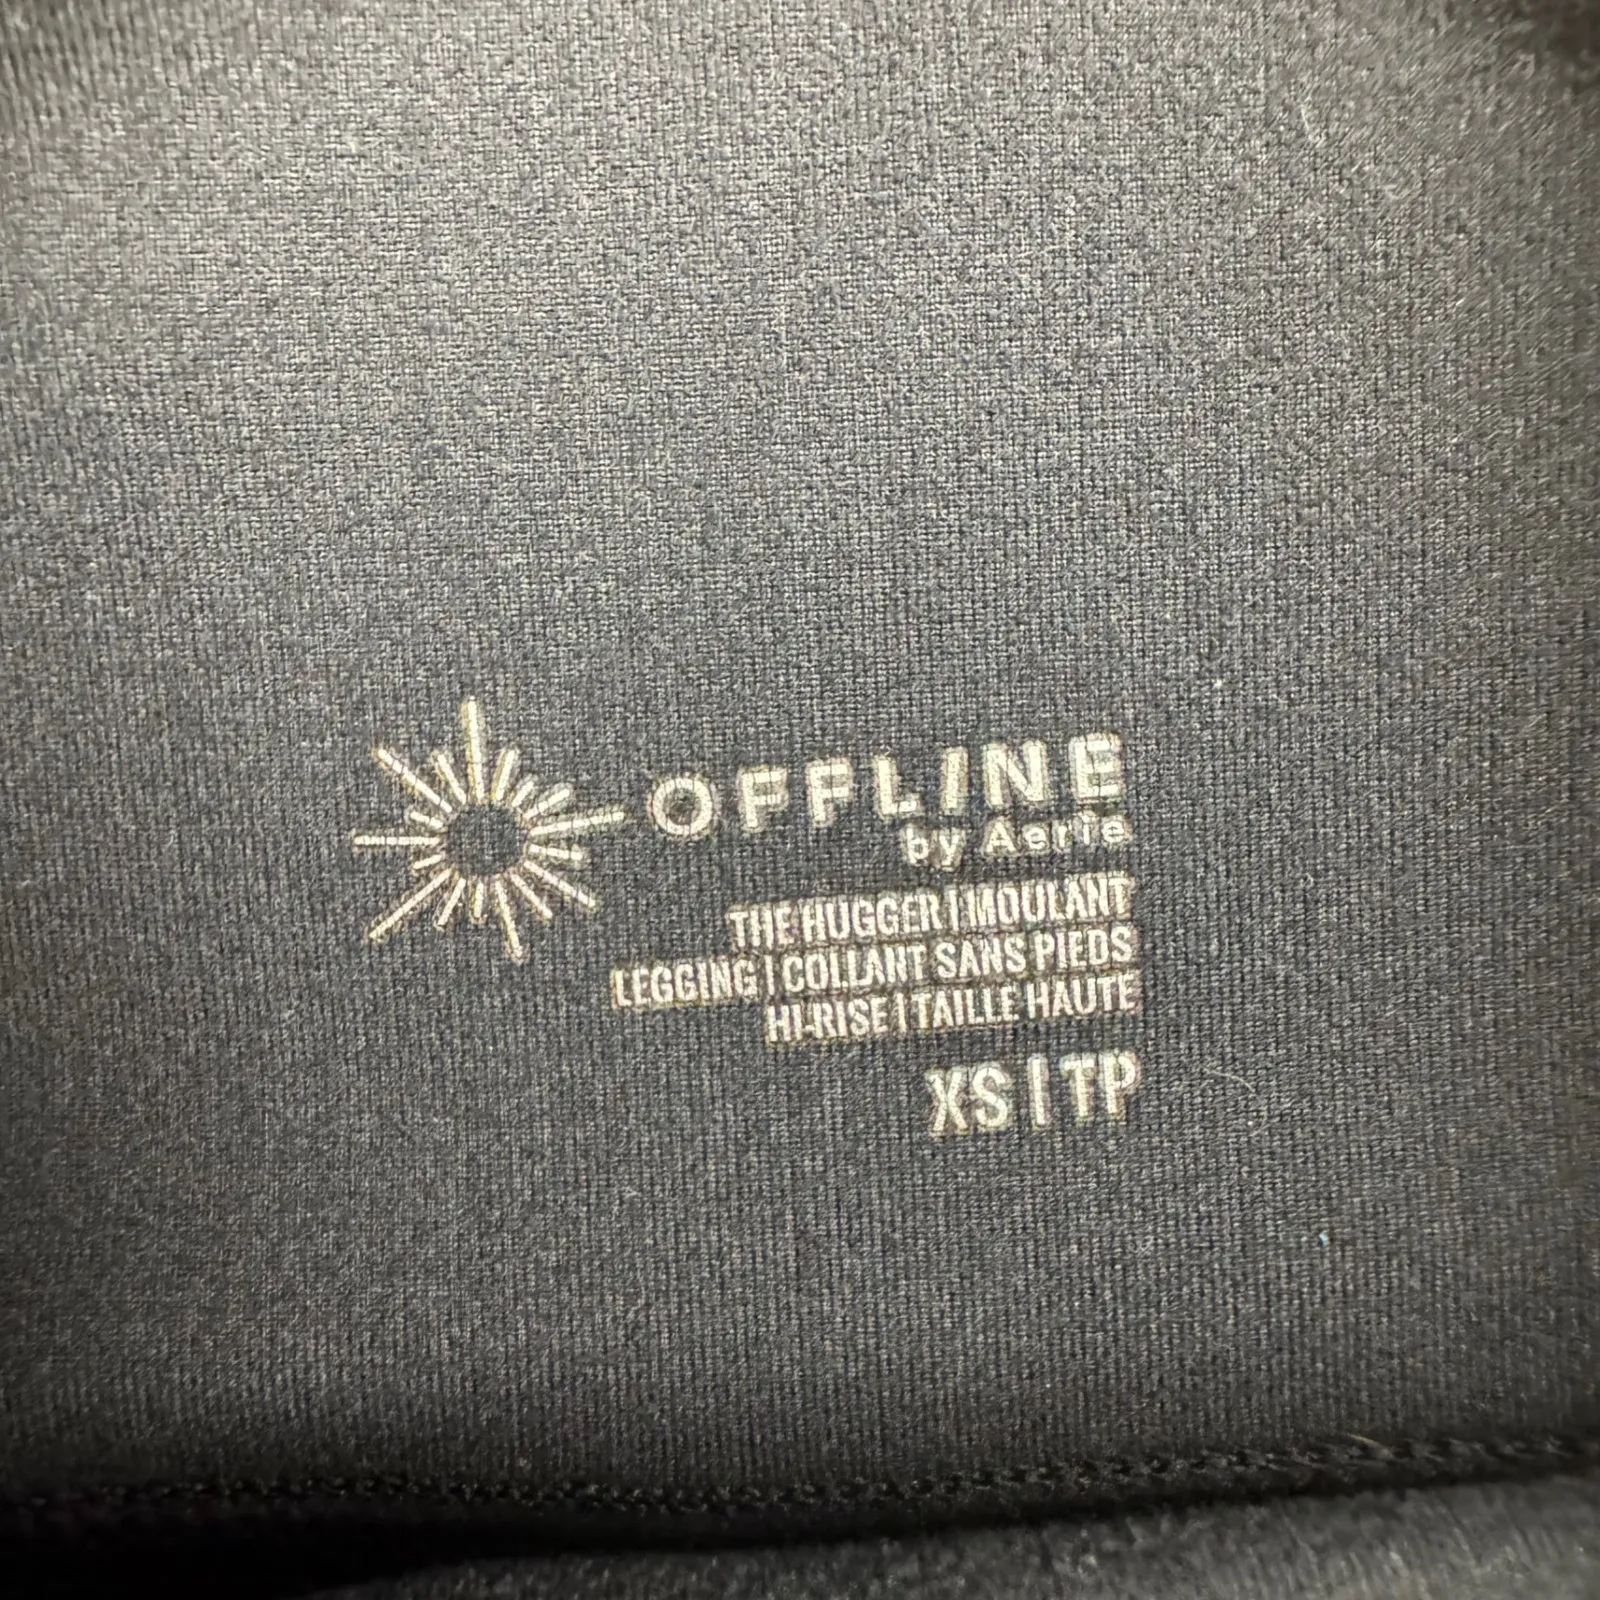 OFFLINE
by Aerie
THE HUGGER | MOULANT
LEGGING | COLLANT SANS PIEDS
HI-RISE | TAILLE HAUTE
XS | TP